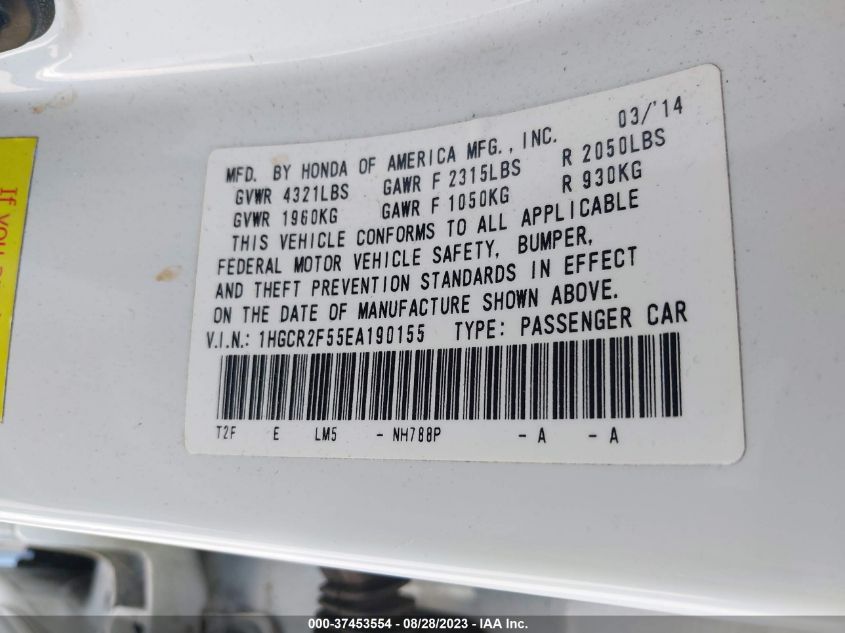 03/'14
MFD. BY HONDA OF AMERICA MFG., INC.
GVWR 4321LBS GAWR F 2315LBS R 2050LBS
GVWR 1960KG GAWR F 1050KG R 930KG
THIS VEHICLE CONFORMS TO ALL APPLICABLE
FEDERAL MOTOR VEHICLE SAFETY, BUMPER,
AND THEFT PREVENTION STANDARDS IN EFFECT
ON THE DATE OF MANUFACTURE SHOWN ABOVE.
V.I.N.: 1HGCR2F55EA190155 TYPE: PASSENGER CAR
T2F E LM5 - NH788P - A - A
If
000-37453554 - 08/28/2023 - IAA Inc.